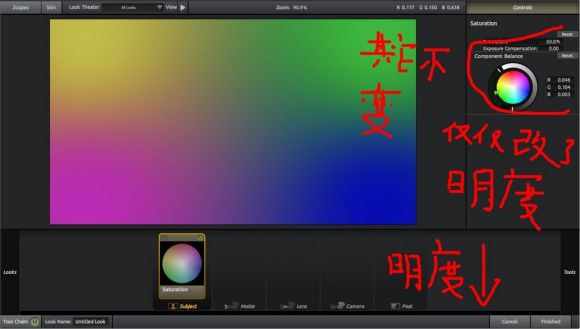 Scopes Skin Look Theater All Looks View Zoom: 90.9% R 0.117 G 0.150 B 0.638 Controls
Saturation
Reset
Saturation 50.0%
Exposure Compensation: 0.00
Component Balance Reset
R 0.046
G 0.104
B 0.003
其它不
变
仅仅改了
明度
明度↓
Looks
Tools
Saturation
Subject Matte Lens Camera Post
Tool Chain: Look Name: Untitled Look Cancel Finished